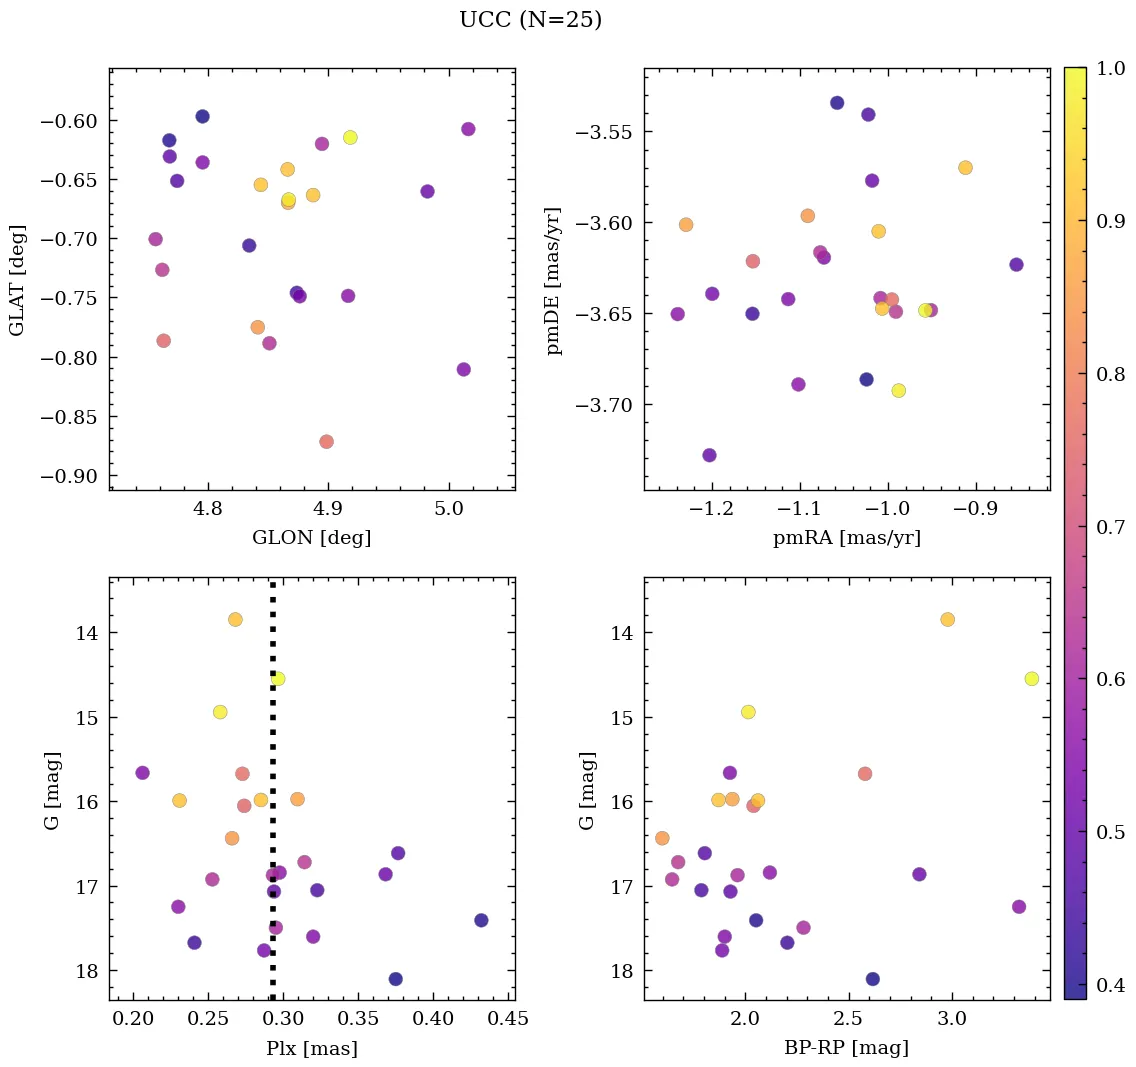 UCC (N=25)
−0.60
−0.65
−0.70
−0.75
−0.80
−0.85
−0.90
GLAT [deg]
4.8 4.9 5.0
GLON [deg]
−3.55
−3.60
−3.65
−3.70
pmDE [mas/yr]
−1.2 −1.1 −1.0 −0.9
pmRA [mas/yr]
14
15
16
17
18
G [mag]
0.20 0.25 0.30 0.35 0.40 0.45
Plx [mas]
14
15
16
17
18
G [mag]
2.0 2.5 3.0
BP-RP [mag]
1.0
0.9
0.8
0.7
0.6
0.5
0.4